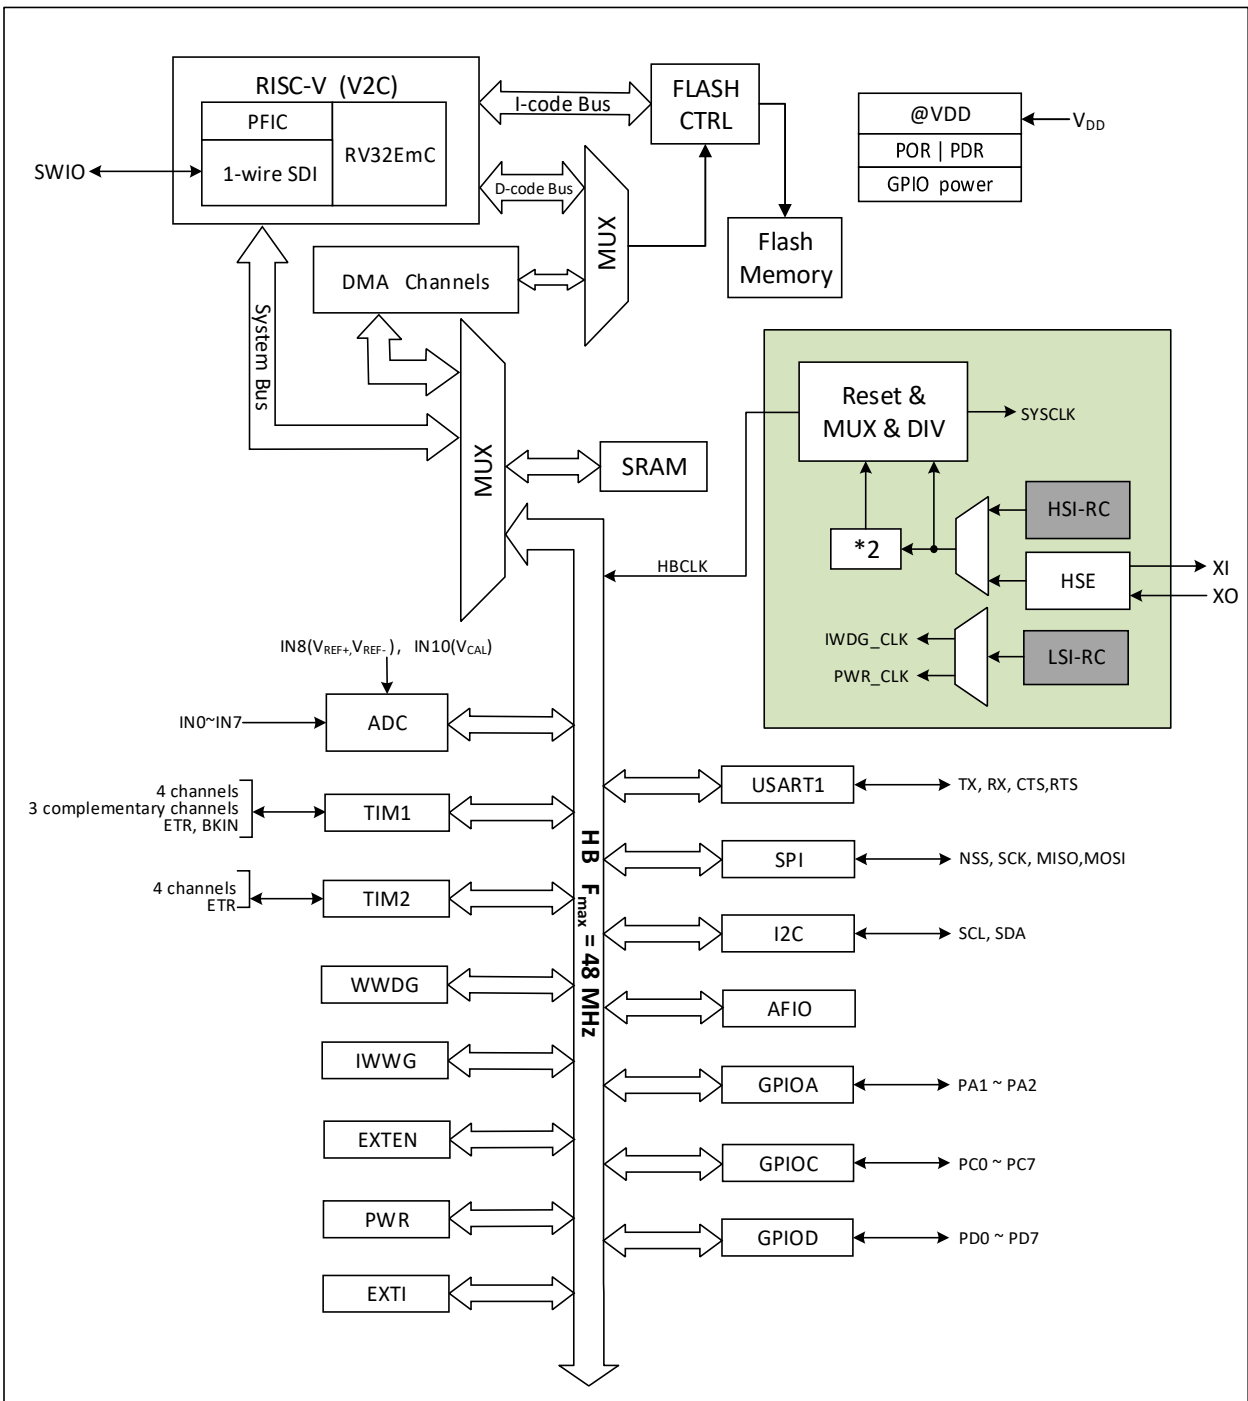 RISC-V (V2C)
PFIC
1-wire SDI
RV32EmC
SWIO
I-code Bus
FLASH
CTRL
D-code Bus
MUX
Flash
Memory
@VDD
POR | PDR
GPIO power
VDD
DMA Channels
System Bus
MUX
SRAM
Reset &
MUX & DIV
SYSCLK
HSI-RC
*2
HSE
XI
XO
HBCLK
IWDG_CLK
PWR_CLK
LSI-RC
IN8(VREF+,VREF-), IN10(VCAL)
IN0~IN7
ADC
4 channels
3 complementary channels
ETR, BKIN
TIM1
4 channels
ETR
TIM2
WWDG
IWWG
EXTEN
PWR
EXTI
HB Fmax = 48 MHz
USART1
TX, RX, CTS,RTS
SPI
NSS, SCK, MISO,MOSI
I2C
SCL, SDA
AFIO
GPIOA
PA1 ~ PA2
GPIOC
PC0 ~ PC7
GPIOD
PD0 ~ PD7